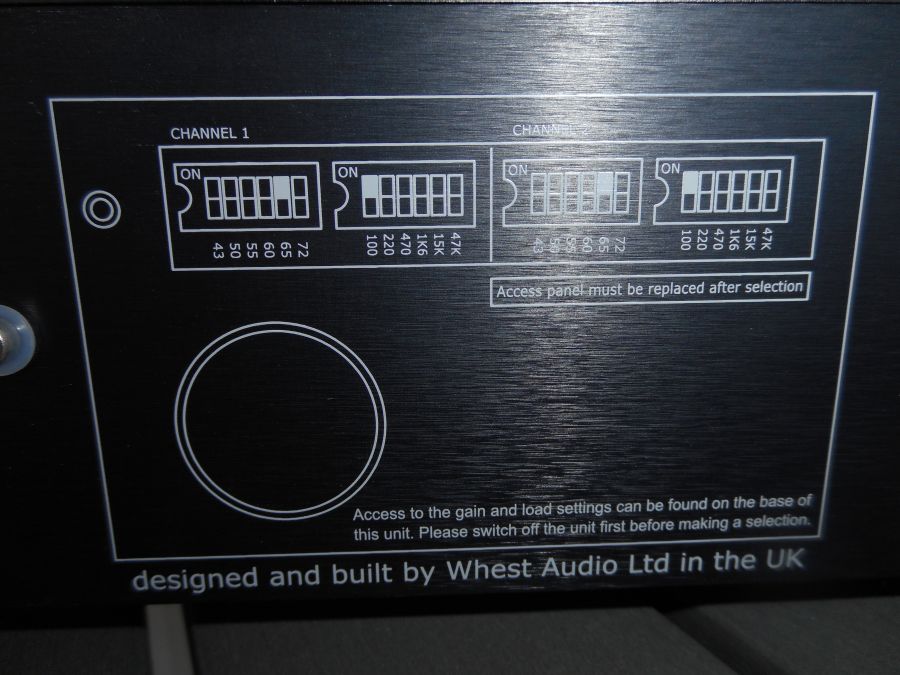 CHANNEL 1
CHANNEL 2
ON
ON
ON
ON
43 50 55 60 65 72
100 220 470 1K6 15K 47K
43 50 55 60 65 72
100 220 470 1K6 15K 47K
Access panel must be replaced after selection
Access to the gain and load settings can be found on the base of
this unit. Please switch off the unit first before making a selection.
designed and built by Whest Audio Ltd in the UK